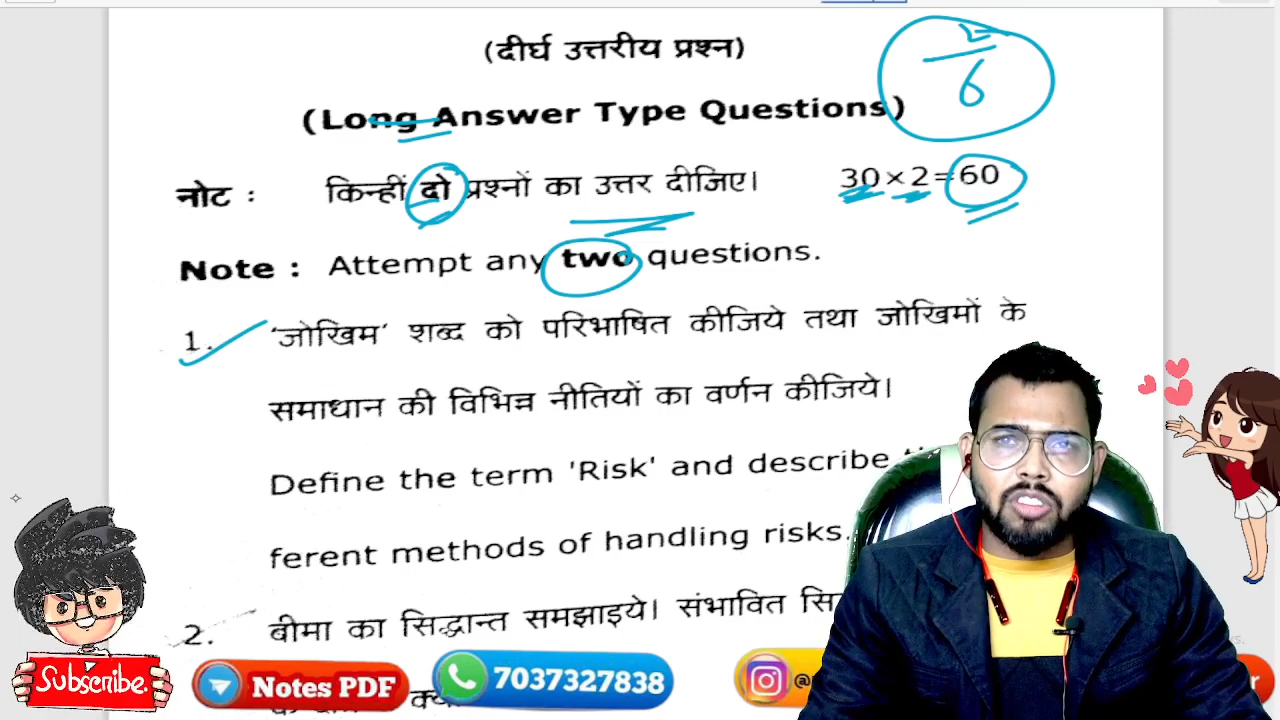 (दीर्घ उत्तरीय प्रश्न)
6
(Long Answer Type Questions)
नोट : किन्हीं दो प्रश्नों का उत्तर दीजिए। 30×2=60
Note : Attempt any two questions.
1. 'जोखिम' शब्द को परिभाषित कीजिये तथा जोखिमों के
समाधान की विभिन्न नीतियों का वर्णन कीजिये।
Define the term 'Risk' and describe
ferent methods of handling risks.
2. बीमा का सिद्धान्त समझाइये। संभावित
Subscribe.
Notes PDF
7037327838
@